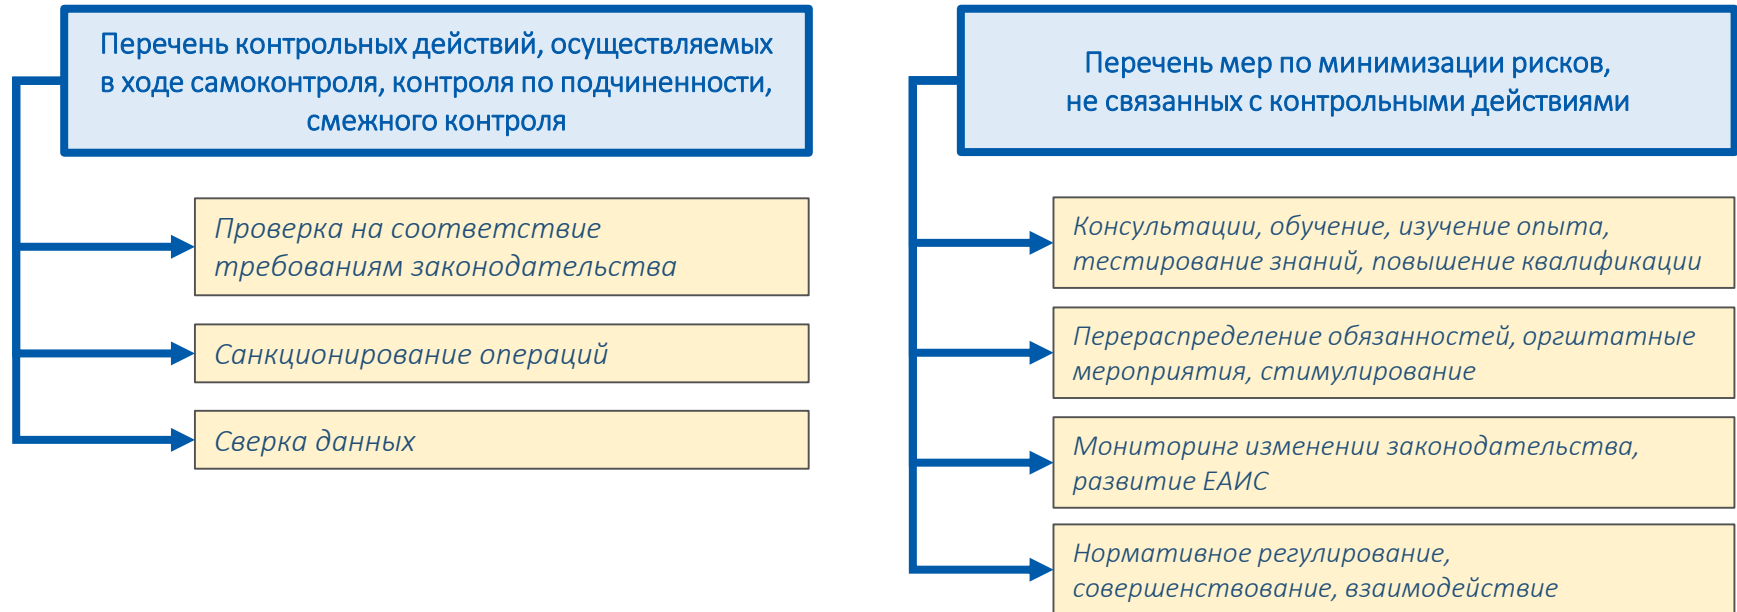 Перечень контрольных действий, осуществляемых
в ходе самоконтроля, контроля по подчиненности,
смежного контроля
Проверка на соответствие
требованиям законодательства
Санкционирование операций
Сверка данных
Перечень мер по минимизации рисков,
не связанных с контрольными действиями
Консультации, обучение, изучение опыта,
тестирование знаний, повышение квалификации
Перераспределение обязанностей, оргштатные
мероприятия, стимулирование
Мониторинг изменении законодательства,
развитие ЕАИС
Нормативное регулирование,
совершенствование, взаимодействие